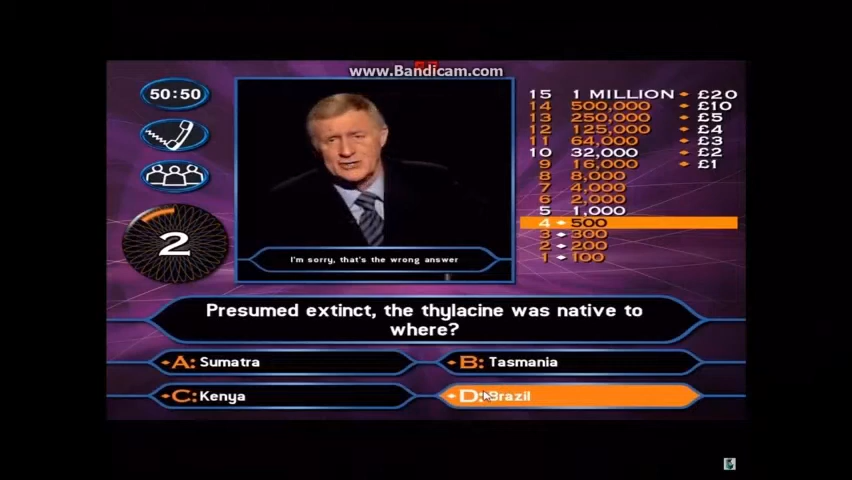 www.Bandicam.com
50:50
15 1 MILLION £20
14 500,000 £10
13 250,000 £5
12 125,000 £4
11 64,000 £3
10 32,000 £2
9 16,000 £1
8 8,000
7 4,000
6 2,000
5 1,000
4 500
3 300
2 200
1 100
2
I'm sorry, that's the wrong answer
Presumed extinct, the thylacine was native to
where?
A: Sumatra
B: Tasmania
C: Kenya
D: Brazil